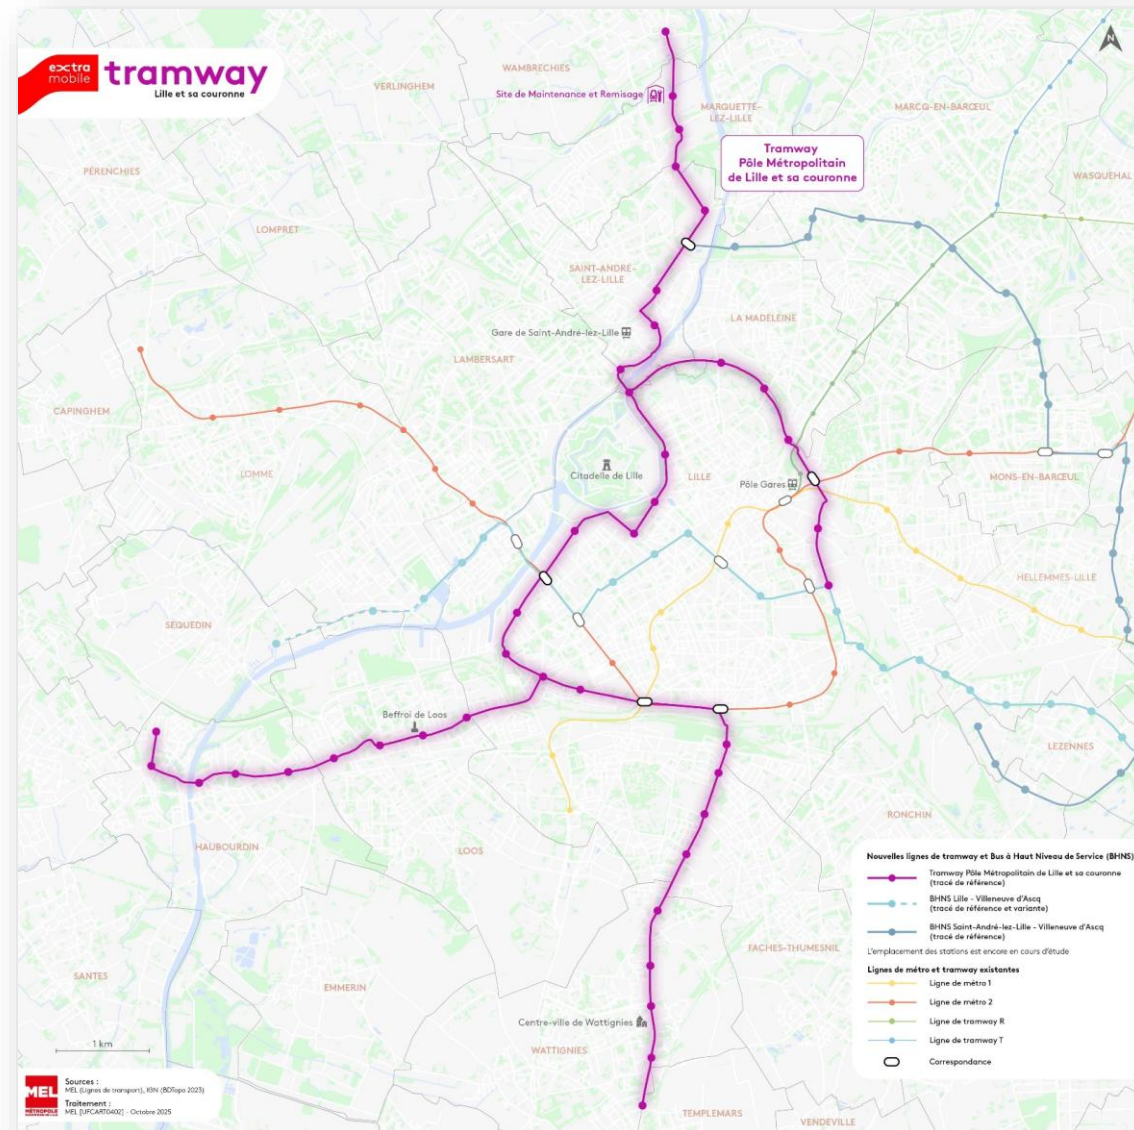 extra
mobile
tramway
Lille et sa couronne
N
WAMBRECHIES
VERLINGHEM
Site de Maintenance et Remisage
MARQUETTE-
LEZ-LILLE
MARCQ-EN-BARŒUL
Tramway
Pôle Métropolitain
de Lille et sa couronne
PÉRENCHIES
WASQUEHAL
LOMPRET
SAINT-ANDRÉ-
LEZ-LILLE
LA MADELEINE
Gare de Saint-André-lez-Lille
LAMBERSART
CAPINGHEM
LOMME
Citadelle de Lille
LILLE
Pôle Gares
MONS-EN-BARŒUL
HELLEMMES-LILLE
SEQUEDIN
Beffroi de Loos
LEZENNES
RONCHIN
HAUBOURDIN
LOOS
Nouvelles lignes de tramway et Bus à Haut Niveau de Service (BHNS)
Tramway Pôle Métropolitain de Lille et sa couronne
(tracé de référence)
BHNS Lille - Villeneuve d'Ascq
(tracé de référence et variante)
BHNS Saint-André-lez-Lille - Villeneuve d'Ascq
(tracé de référence)
L'emplacement des stations est encore en cours d'étude
Lignes de métro et tramway existantes
Ligne de métro 1
Ligne de métro 2
Ligne de tramway R
Ligne de tramway T
Correspondance
FACHES-THUMESNIL
SANTES
EMMERIN
Centre-ville de Wattignies
WATTIGNIES
1 km
TEMPLEMARS
VENDEVILLE
MEL
MÉTROPOLE
Sources :
MEL (Lignes de transport), IGN (BDTopo 2023)
Traitement :
MEL [UFCART0402] - Octobre 2025